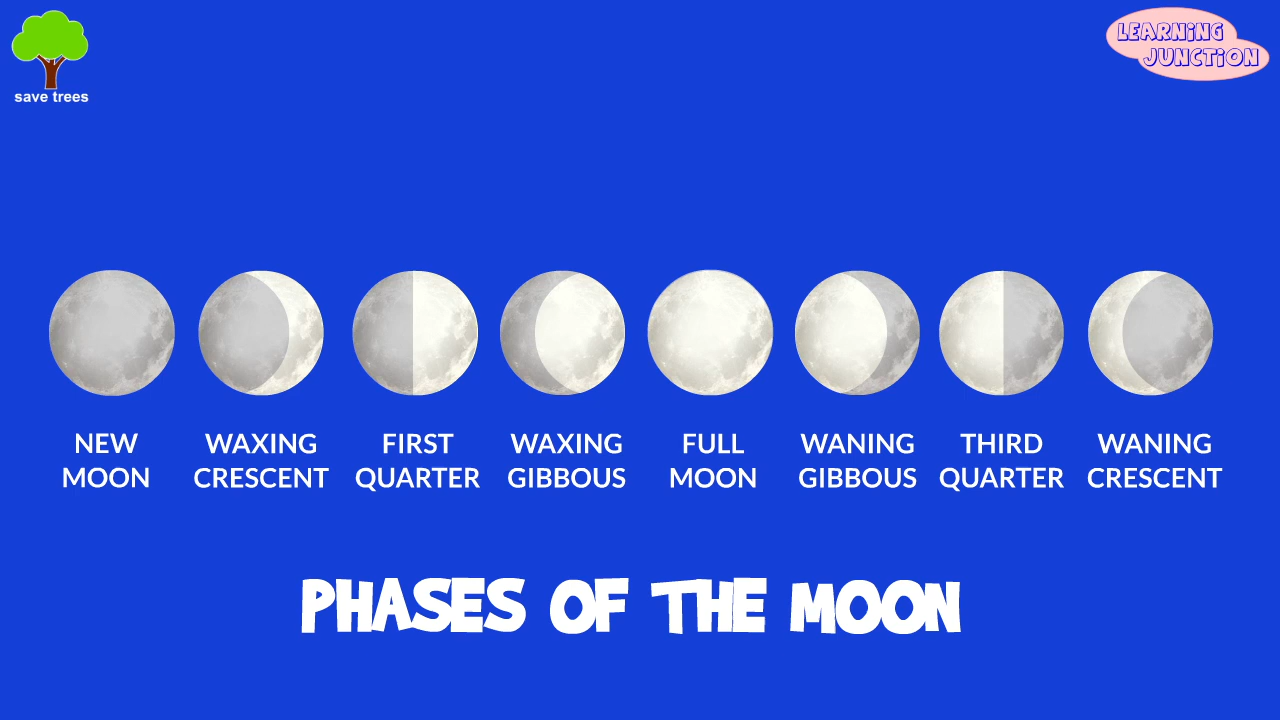 save trees
LEARNiNG
JUNCTiON
NEW
MOON
WAXING
CRESCENT
FIRST
QUARTER
WAXING
GIBBOUS
FULL
MOON
WANING
GIBBOUS
THIRD
QUARTER
WANING
CRESCENT
PHASES OF THE MOON